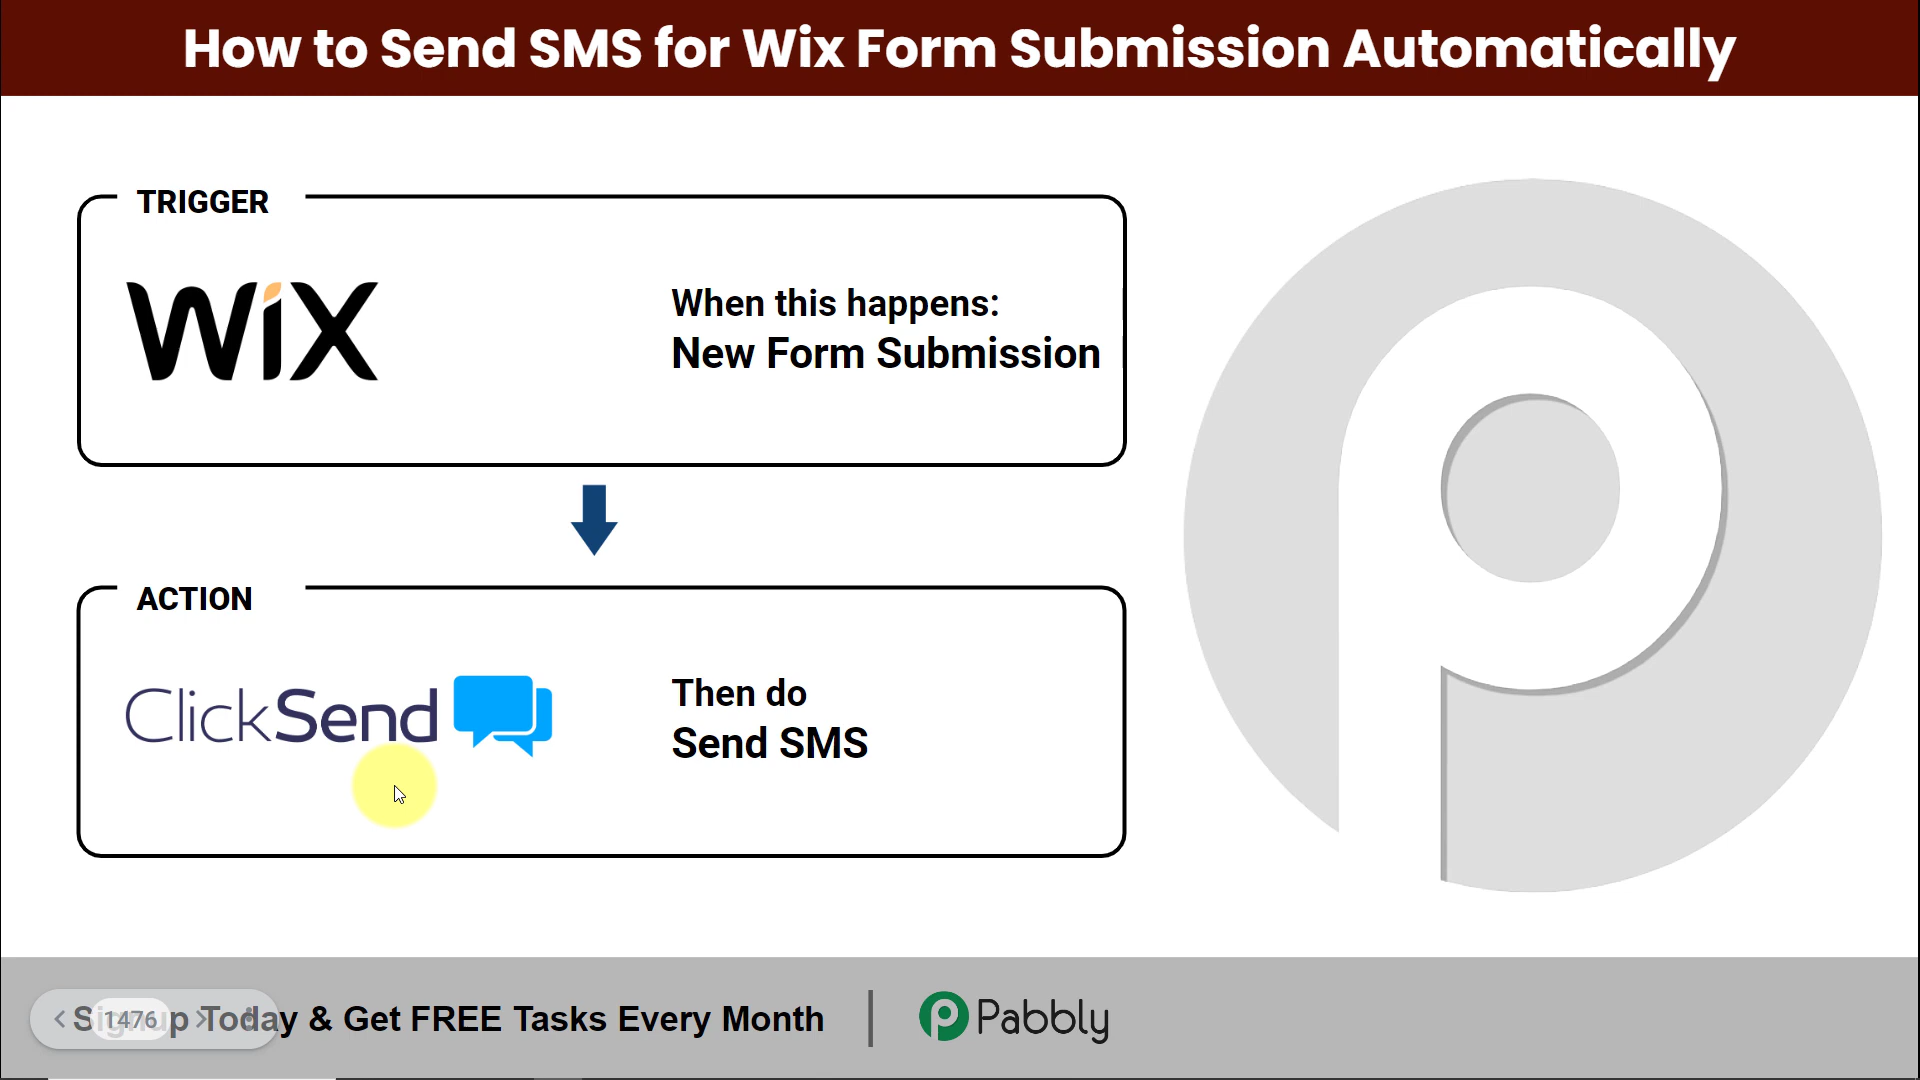 How to Send SMS for Wix Form Submission Automatically
TRIGGER
WiX
When this happens:
New Form Submission
ACTION
ClickSend
Then do
Send SMS
Signup Today & Get FREE Tasks Every Month
1476
Pabbly